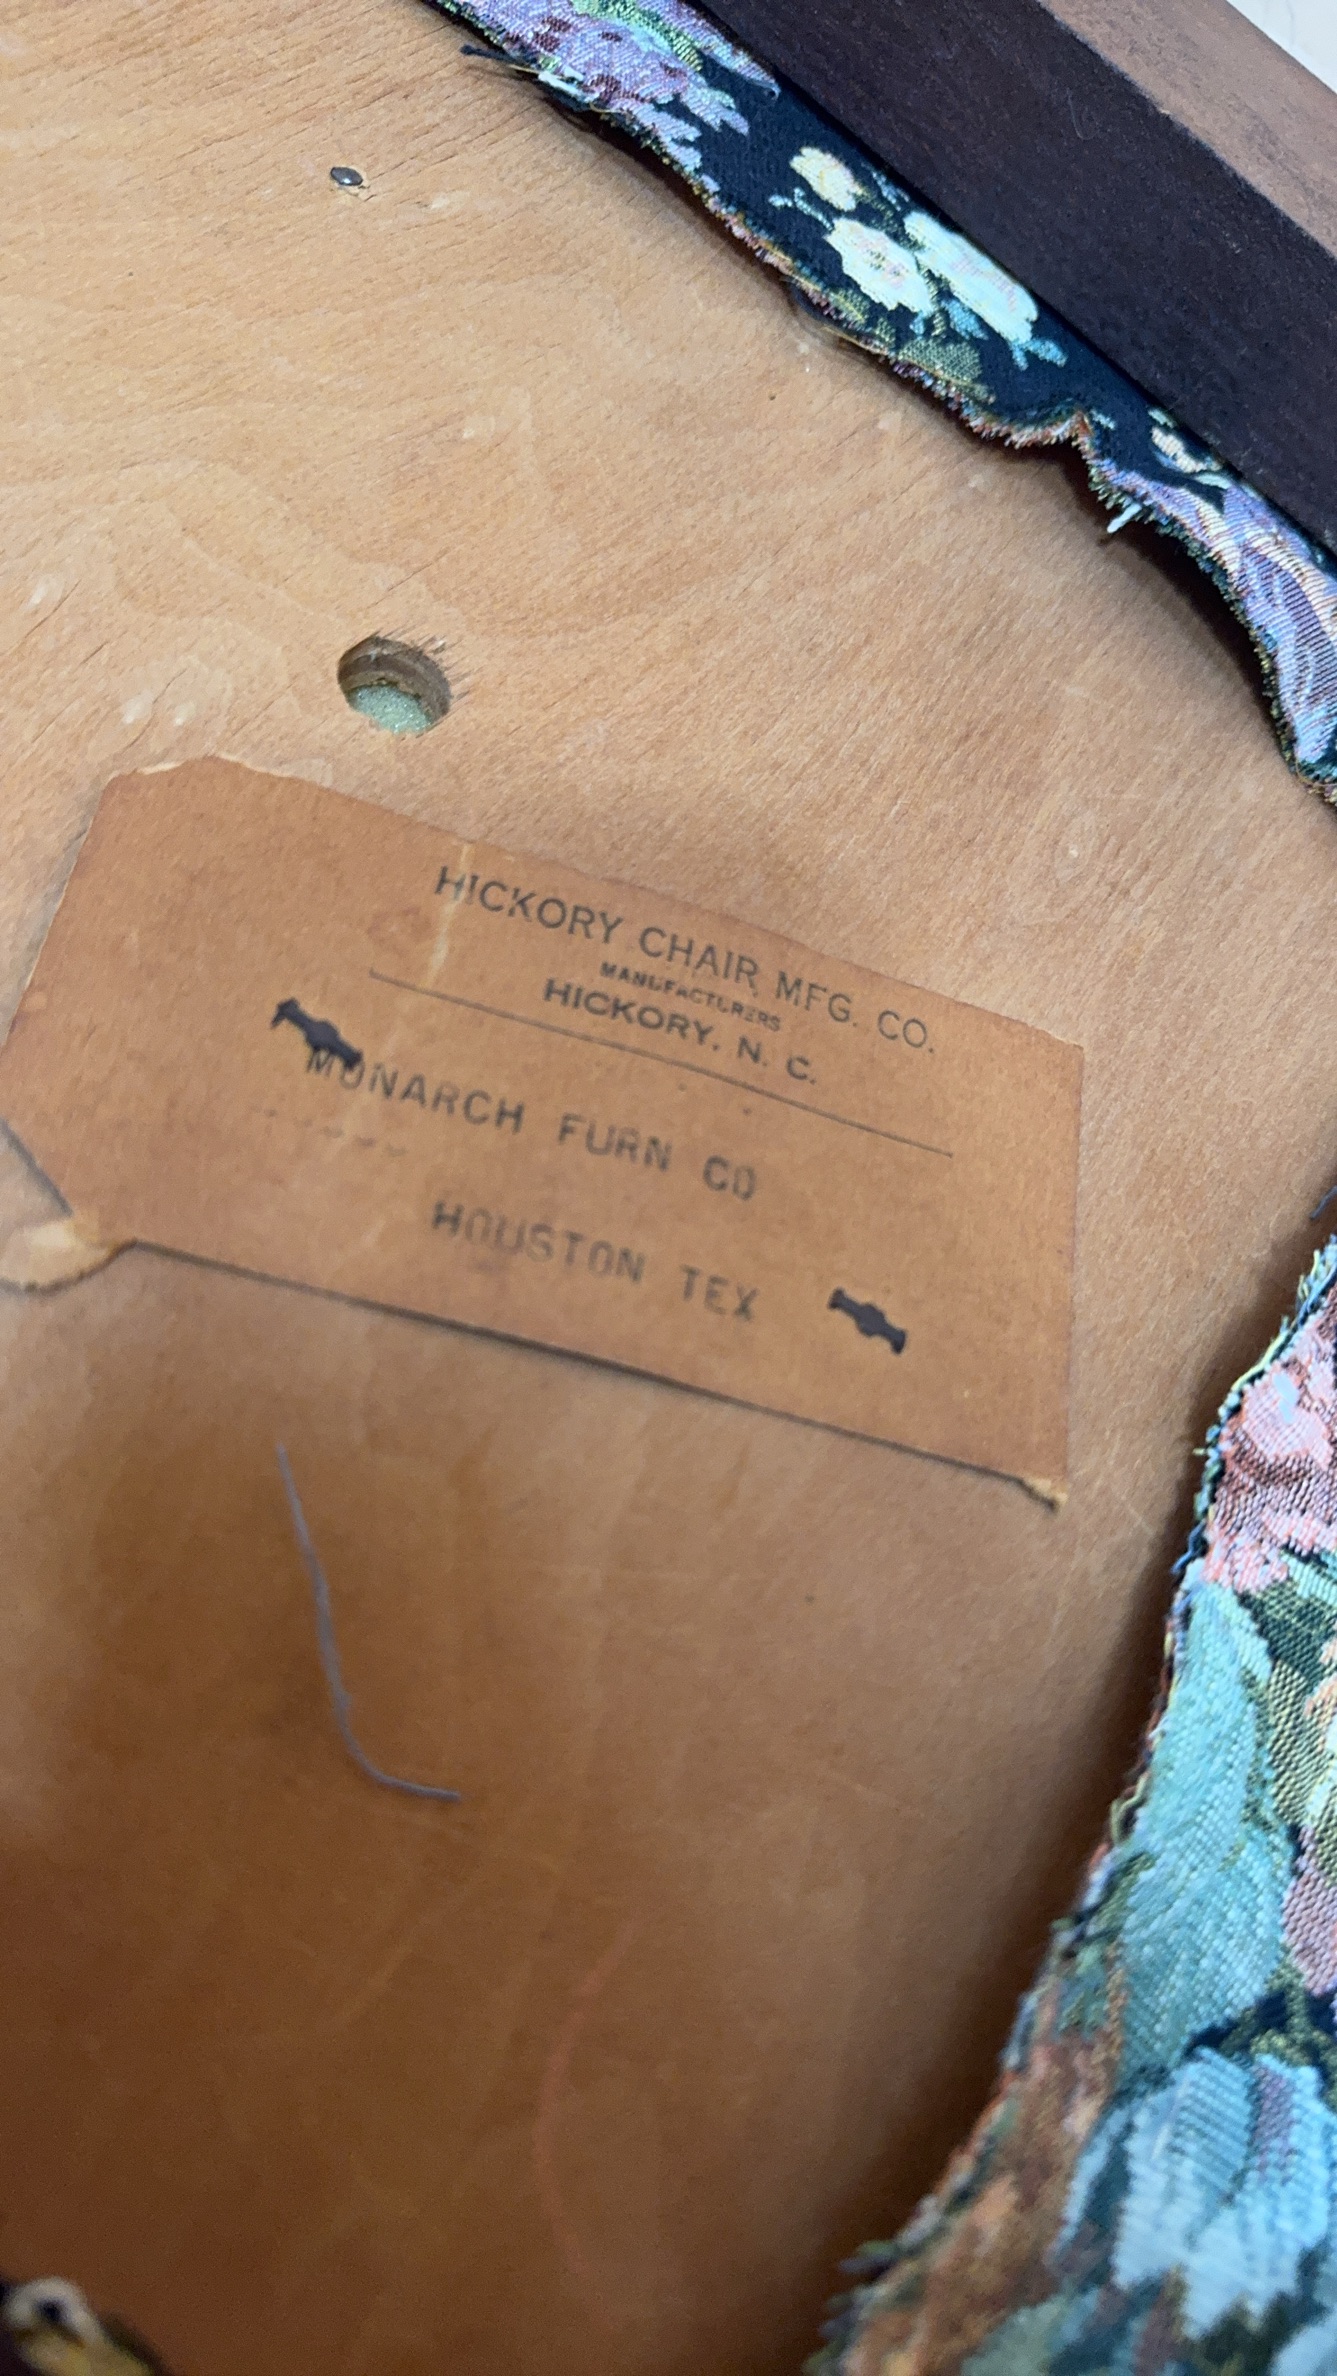 HICKORY CHAIR MFG. CO.
MANUFACTURERS
HICKORY, N. C.
MONARCH FURN CO
HOUSTON TEX